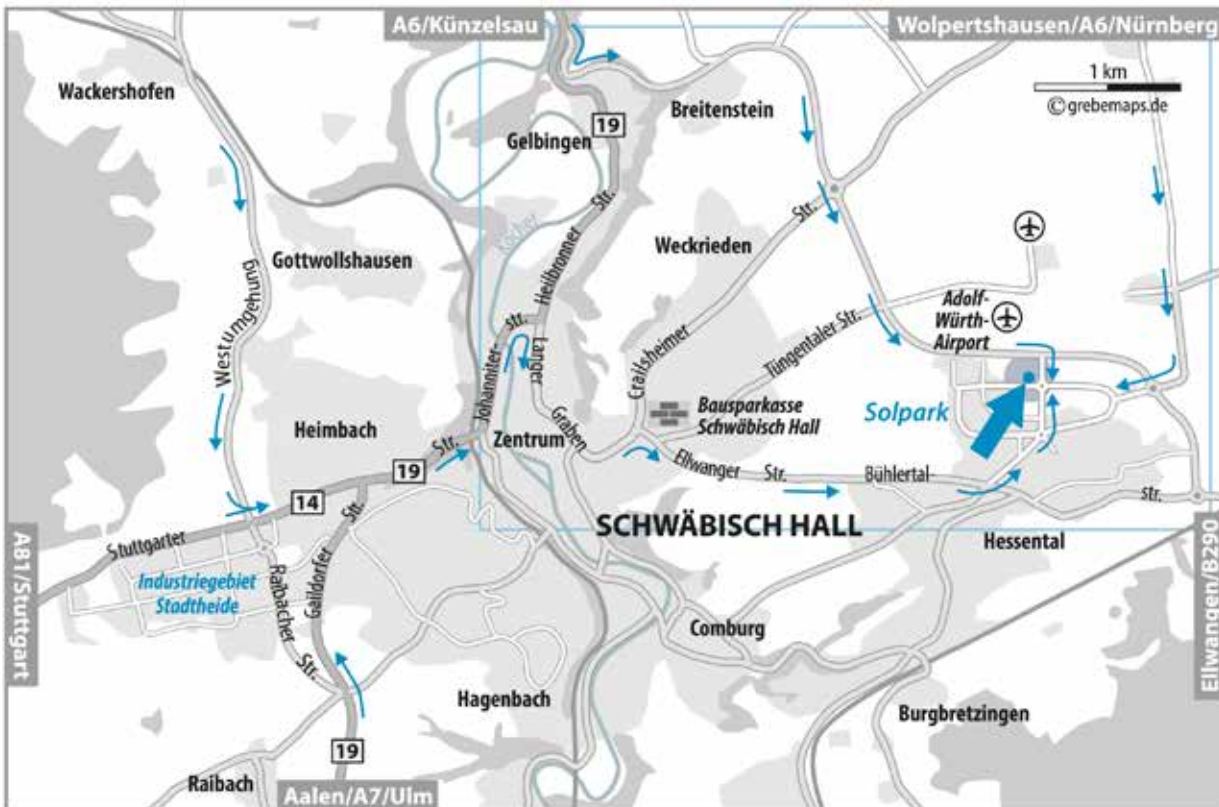 A6/Künzelsau
Wolpertshausen/A6/Nürnberg
Wackershofen
1 km
© grebemaps.de
Breitenstein
19
Gelbingen
Str.
Str.
Kocher
Weckrieden
Gottwollshausen
Heilbronner
Adolf-
Würth-
Airport
Westumgehung
str.
Johanniter-
Langer
Crailsheimer
Tüngentaler Str.
Solpark
Bausparkasse
Schwäbisch Hall
Heimbach
Graben
Str.
Zentrum
19
Ellwanger
Str.
Bühlertal-
str.
14
Str.
SCHWÄBISCH HALL
Stuttgarter
Hessental
A81/Stuttgart
Industriegebiet
Stadtheide
Gaildorfer
Raibacher
Str.
Comburg
Ellwangen/B290
Hagenbach
Burgbretzingen
19
Raibach
Aalen/A7/Ulm